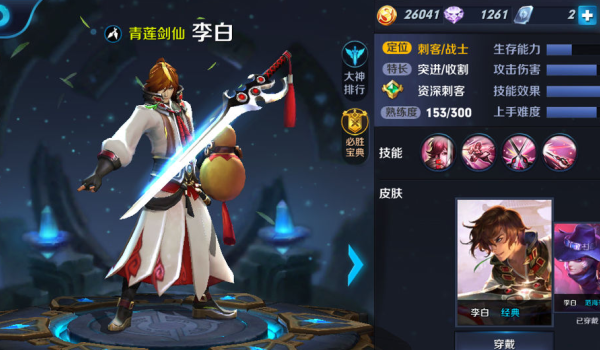 青莲剑仙 李白
大神
排行
必胜
宝典
26041 1261 2
定位 刺客/战士 生存能力
特长 突进/收割 攻击伤害
资深刺客 技能效果
熟练度 153/300 上手难度
技能
皮肤
李白 经典
李白
已穿戴
穿戴